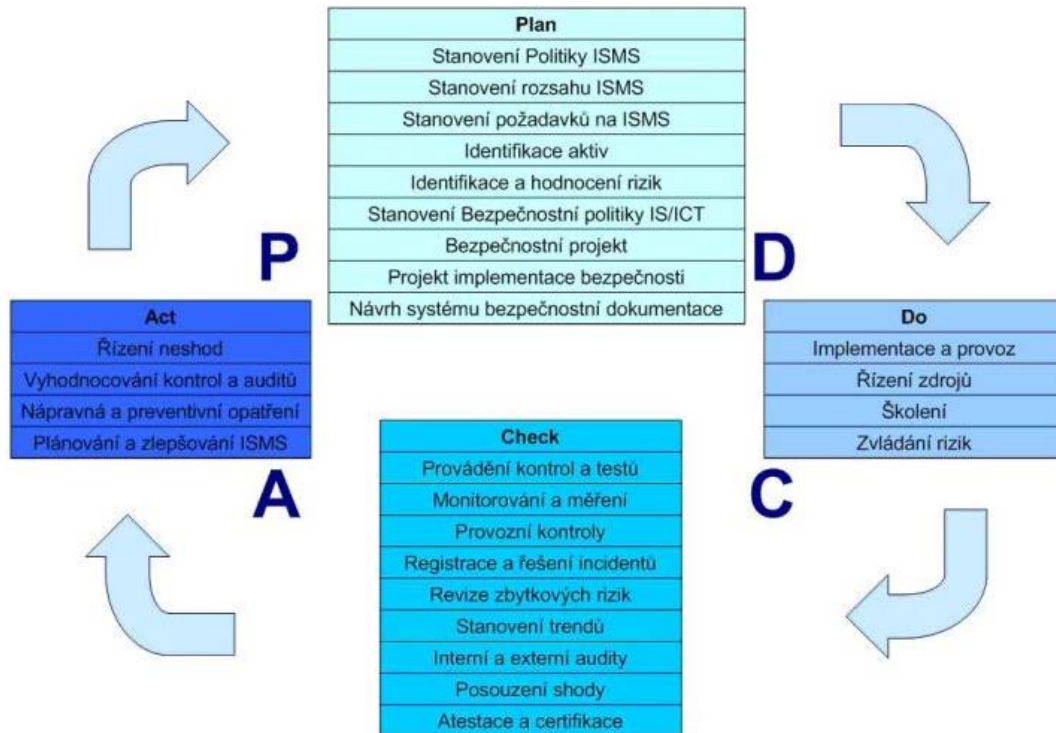 Plan
Stanovení Politiky ISMS
Stanovení rozsahu ISMS
Stanovení požadavků na ISMS
Identifikace aktiv
Identifikace a hodnocení rizik
Stanovení Bezpečnostní politiky IS/ICT
Bezpečnostní projekt
Projekt implementace bezpečnosti
Návrh systému bezpečnostní dokumentace
P
D
Act
Řízení neshod
Vyhodnocování kontrol a auditů
Nápravná a preventivní opatření
Plánování a zlepšování ISMS
Do
Implementace a provoz
Řízení zdrojů
Školení
Zvládání rizik
A
C
Check
Provádění kontrol a testů
Monitorování a měření
Provozní kontroly
Registrace a řešení incidentů
Revize zbytkových rizik
Stanovení trendů
Interní a externí audity
Posouzení shody
Atestace a certifikace